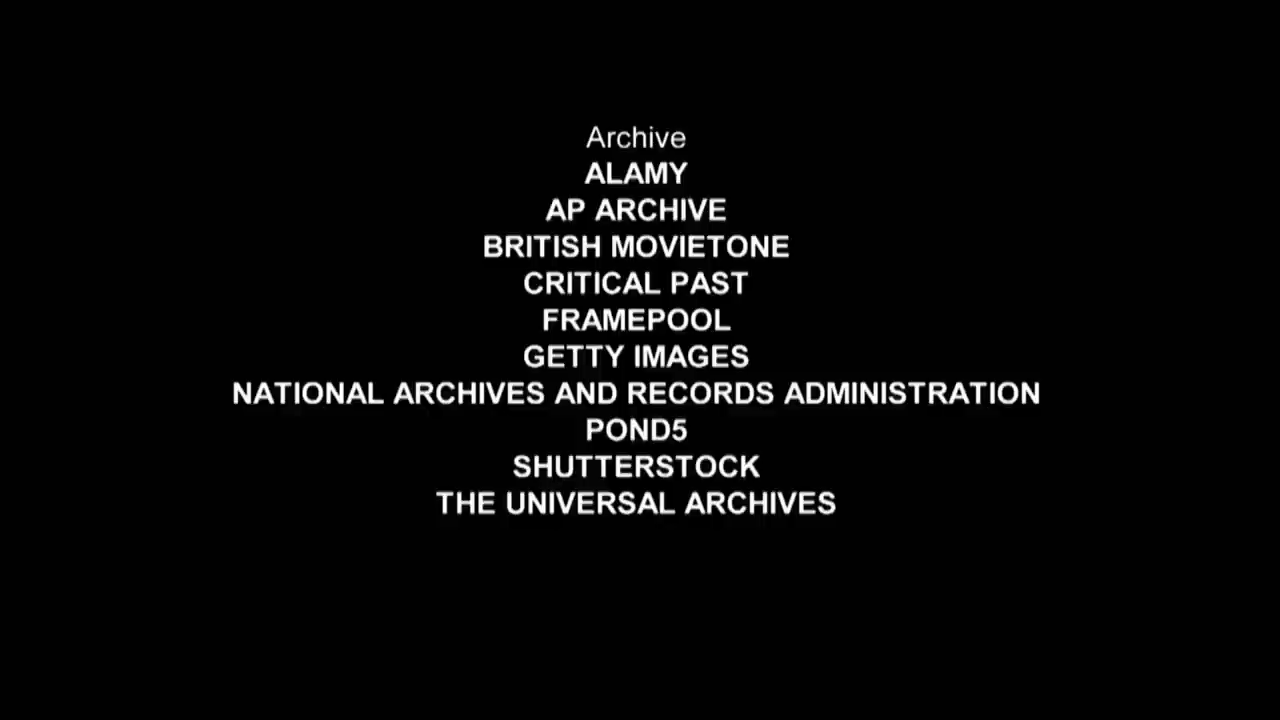 Archive
ALAMY
AP ARCHIVE
BRITISH MOVIETONE
CRITICAL PAST
FRAMEPOOL
GETTY IMAGES
NATIONAL ARCHIVES AND RECORDS ADMINISTRATION
POND5
SHUTTERSTOCK
THE UNIVERSAL ARCHIVES